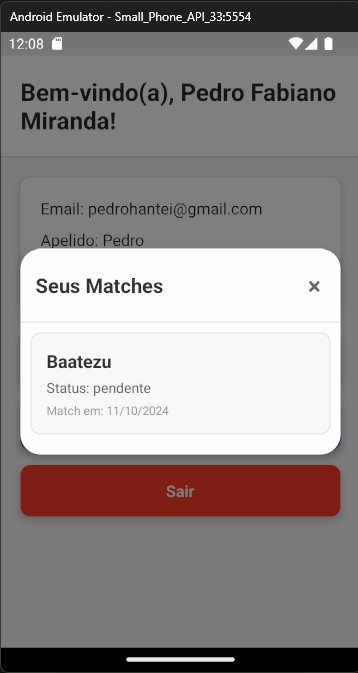 Android Emulator - Small_Phone_API_33:5554
12:08
Bem-vindo(a), Pedro Fabiano
Miranda!
Email: pedrohantei@gmail.com
Apelido: Pedro
Seus Matches ×
Baatezu
Status: pendente
Match em: 11/10/2024
Sair